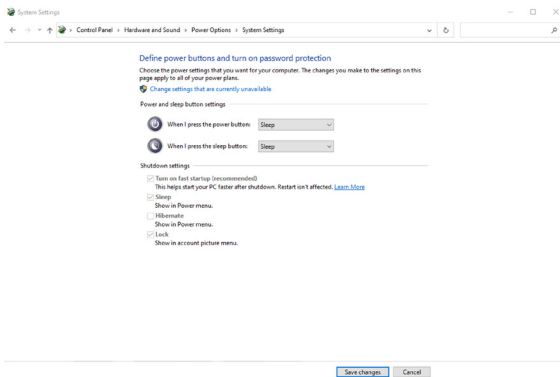 System Settings
Control Panel > Hardware and Sound > Power Options > System Settings
Define power buttons and turn on password protection
Choose the power settings that you want for your computer. The changes you make to the settings on this
page apply to all of your power plans.
Change settings that are currently unavailable
Power and sleep button settings
When I press the power button: Sleep
When I press the sleep button: Sleep
Shutdown settings
Turn on fast startup (recommended)
This helps start your PC faster after shutdown. Restart isn't affected. Learn More
Sleep
Show in Power menu.
Hibernate
Show in Power menu.
Lock
Show in account picture menu.
Save changes Cancel